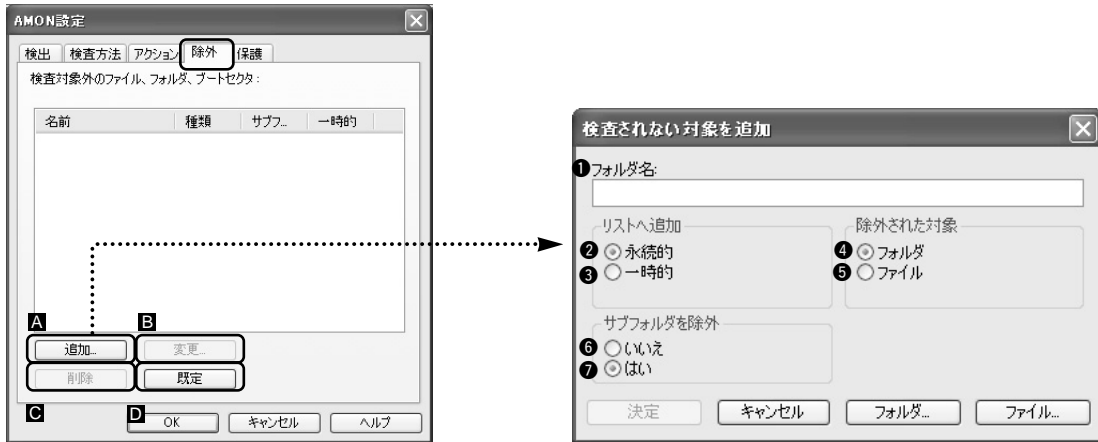 AMON設定
検出 検査方法 アクション 除外 保護
検査対象外のファイル、フォルダ、ブートセクタ:
名前 種類 サブフ... 一時的
A B
追加... 変更...
削除 既定
C D
OK キャンセル ヘルプ
検査されない対象を追加
❶フォルダ名:
リストへ追加 除外された対象
❷永続的 ❹フォルダ
❸一時的 ❺ファイル
サブフォルダを除外
❻いいえ
❼はい
決定 キャンセル フォルダ... ファイル...